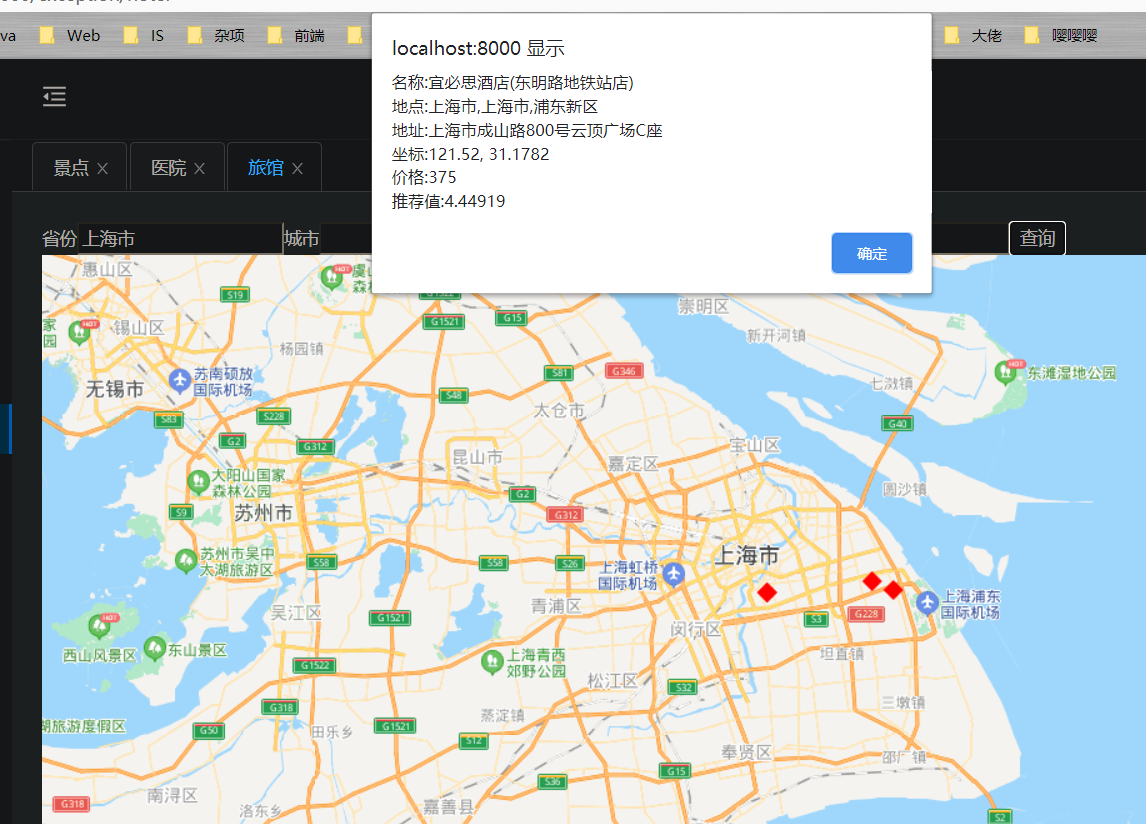 va
Web
IS
杂项
前端
大佬
嘤嘤嘤
localhost:8000 显示
名称:宜必思酒店(东明路地铁站店)
地点:上海市,上海市,浦东新区
地址:上海市成山路800号云顶广场C座
坐标:121.52, 31.1782
价格:375
推荐值:4.44919
确定
景点
医院
旅馆
省份 上海市
城市
查询
惠山区
HOT
S19
崇明区
G1521
G15
家
园
HOT
锡山区
杨园镇
新开河镇
无锡市
苏南硕放
国际机场
S81
G346
HOT
东滩湿地公园
七滧镇
S48
太仓市
S83
S228
G2
G312
G40
宝山区
昆山市
嘉定区
大阳山国家
森林公园
G2
圆沙镇
S9
苏州市
G312
上海市
苏州市吴中
太湖旅游区
S58
S58
S26
上海虹桥
国际机场
上海浦东
国际机场
青浦区
吴江区
G1521
S3
G228
HOT
闵行区
西山风景区
东山景区
上海青西
郊野公园
坦直镇
G1522
松江区
S32
G318
蒸淀镇
三墩镇
湖旅游度假区
G50
田乐乡
G1521
S12
奉贤区
邵厂镇
G15
S36
南浔区
G318
洛东乡
嘉善县
S2